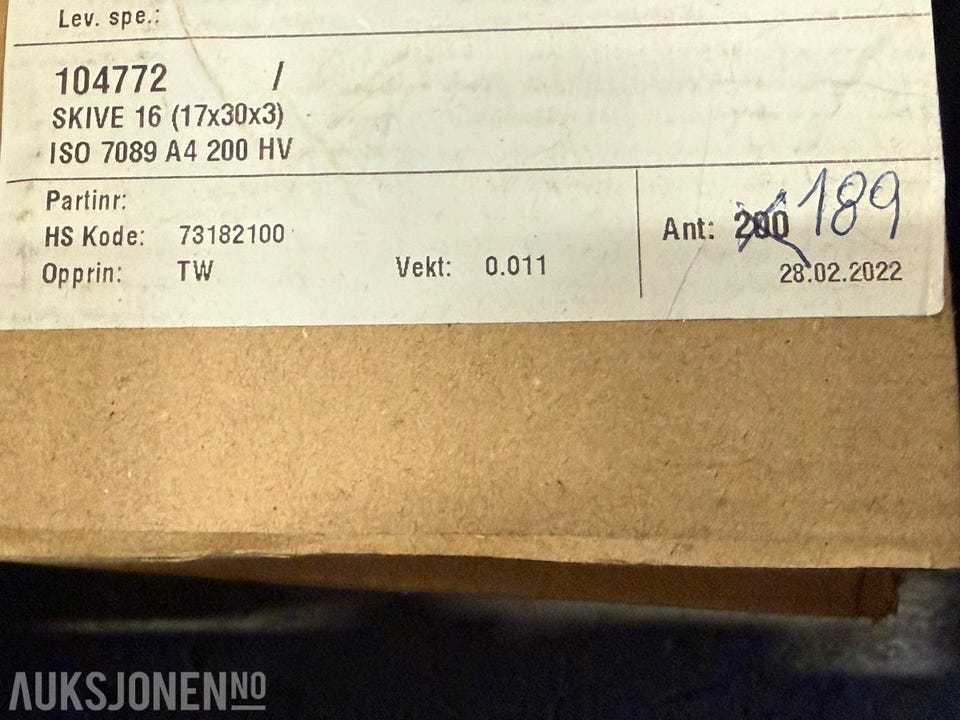 Lev. spe.:
104772 /
SKIVE 16 (17x30x3)
ISO 7089 A4 200 HV
Partinr:
HS Kode: 73182100
Opprin: TW Vekt: 0.011
Ant: 200 189
28.02.2022
AUKSJONEN NO